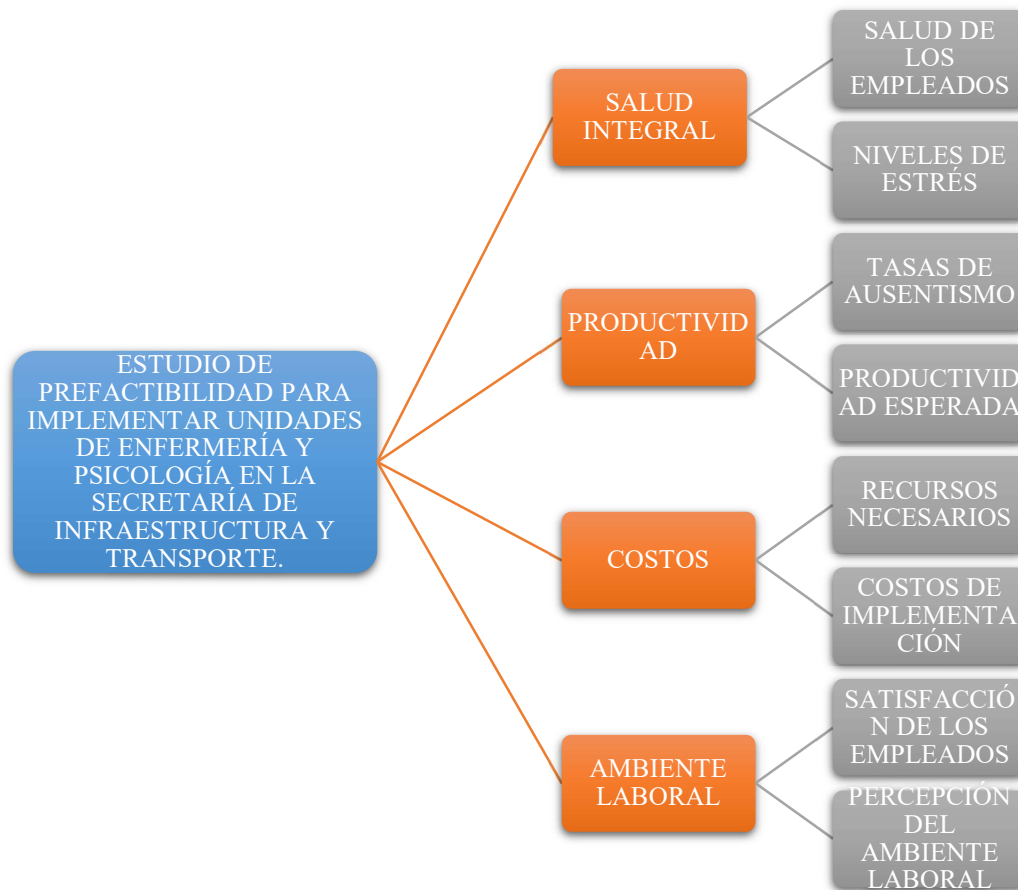 ESTUDIO DE
PREFACTIBILIDAD PARA
IMPLEMENTAR UNIDADES
DE ENFERMERÍA Y
PSICOLOGÍA EN LA
SECRETARÍA DE
INFRAESTRUCTURA Y
TRANSPORTE.
SALUD
INTEGRAL
SALUD DE
LOS
EMPLEADOS
NIVELES DE
ESTRÉS
PRODUCTIVID
AD
TASAS DE
AUSENTISMO
PRODUCTIVID
AD ESPERADA
COSTOS
RECURSOS
NECESARIOS
COSTOS DE
IMPLEMENTA
CIÓN
AMBIENTE
LABORAL
SATISFACCIÓ
N DE LOS
EMPLEADOS
PERCEPCIÓN
DEL
AMBIENTE
LABORAL